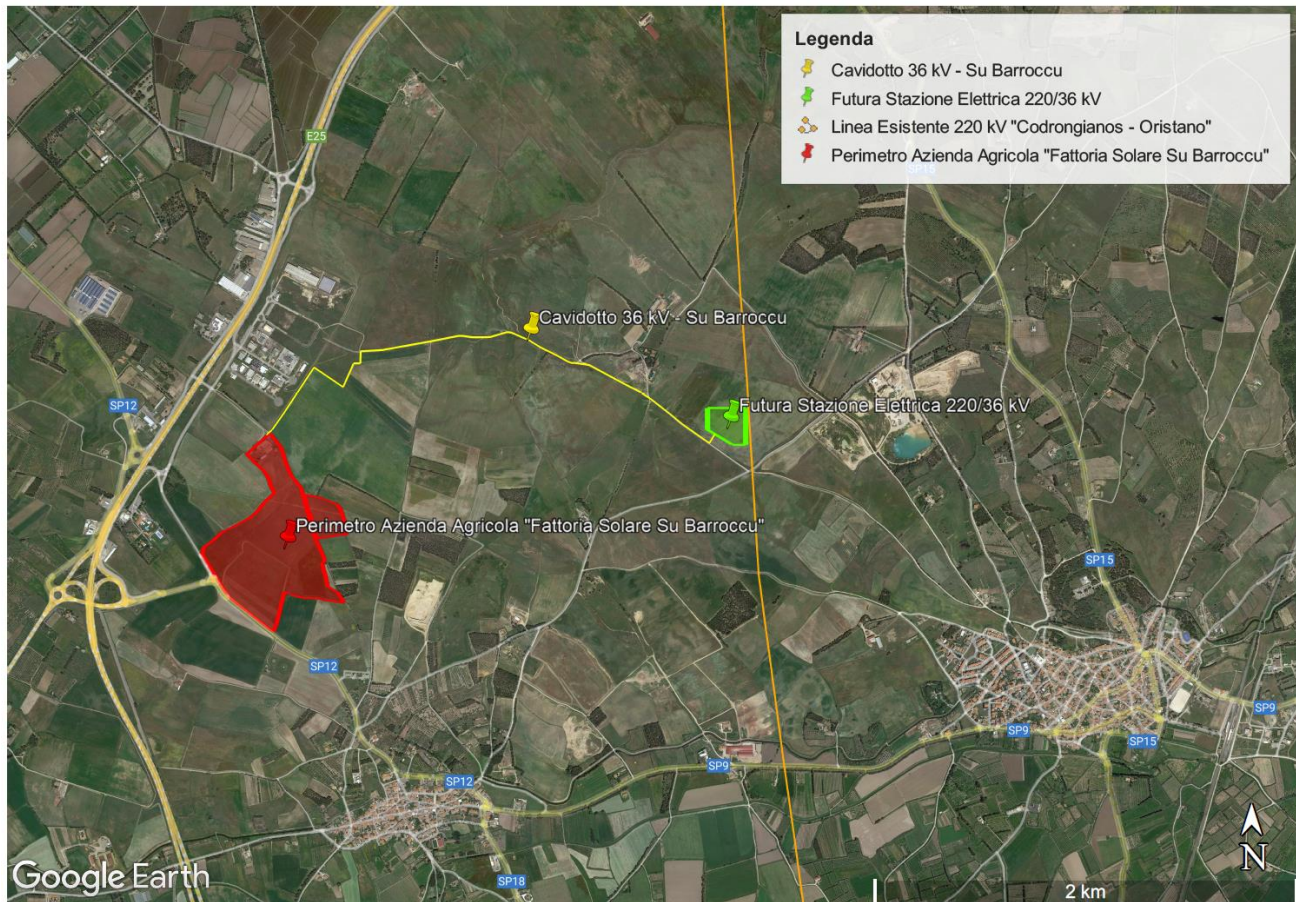 Legenda
Cavidotto 36 kV - Su Barroccu
Futura Stazione Elettrica 220/36 kV
Linea Esistente 220 kV "Codrongianos - Oristano"
Perimetro Azienda Agricola "Fattoria Solare Su Barroccu"
E25
SP15
Cavidotto 36 kV - Su Barroccu
SP12
Futura Stazione Elettrica 220/36 kV
Perimetro Azienda Agricola "Fattoria Solare Su Barroccu"
SP15
SP12
SP9
SP9
SP15
SP9
SP12
N
Google Earth
SP18
2 km